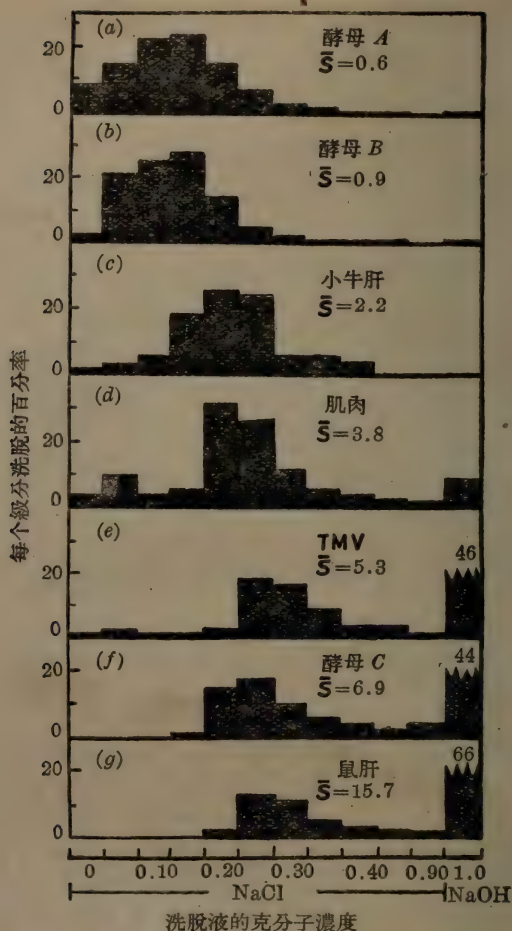 (a)
酵母 A
S̄=0.6
20
0
(b)
酵母 B
S̄=0.9
20
0
(c)
小牛肝
S̄=2.2
20
0
(d)
肌肉
S̄=3.8
20
0
(e)
TMV
S̄=5.3
46
20
0
(f)
酵母 C
S̄=6.9
44
20
0
(g)
鼠肝
S̄=15.7
66
20
0
每个級分洗脫的百分率
0 0.10 0.20 0.30 0.40 0.90 1.0
NaCl NaOH
洗脫液的克分子濃度